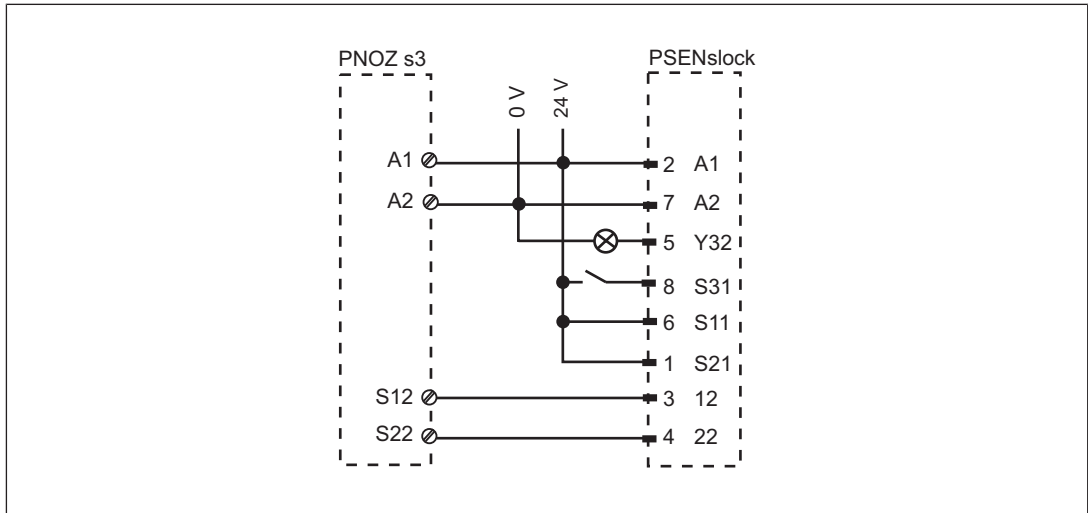 PNOZ s3
PSENslock
0 V
24 V
A1
2 A1
A2
7 A2
5 Y32
8 S31
6 S11
1 S21
S12
3 12
S22
4 22